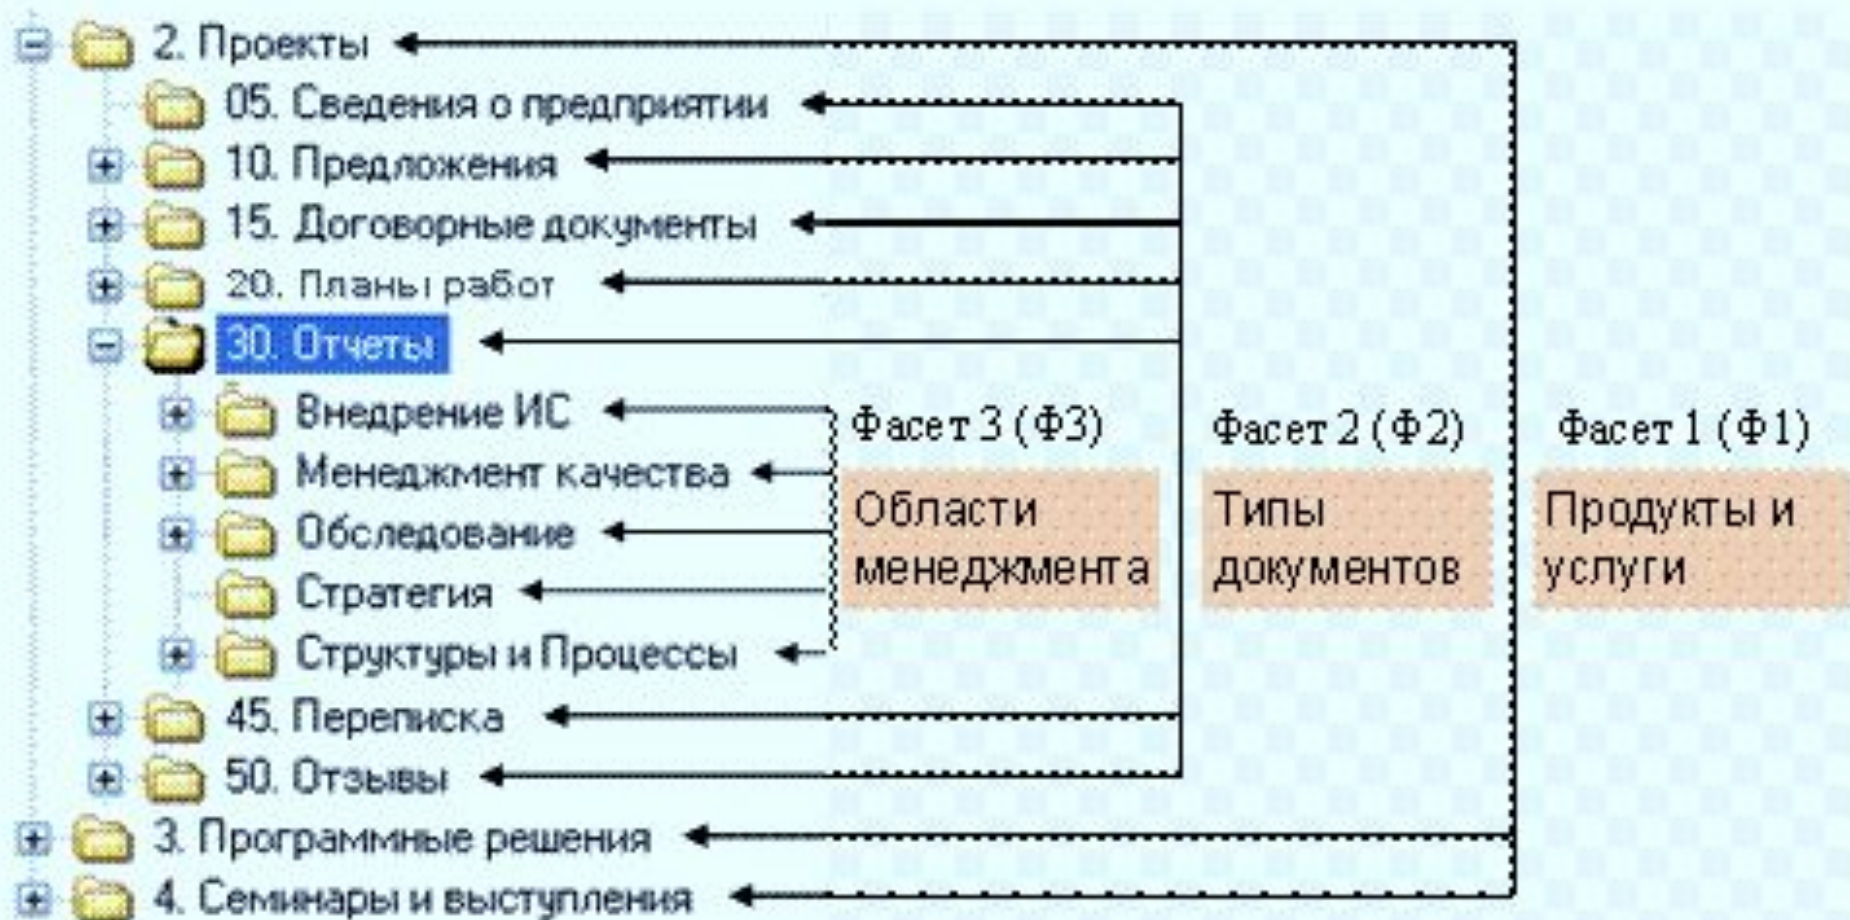 2. Проекты
05. Сведения о предприятии
10. Предложения
15. Договорные документы
20. Планы работ
30. Отчеты
Внедрение ИС
Менеджмент качества
Обследование
Стратегия
Структуры и Процессы
45. Переписка
50. Отзывы
3. Программные решения
4. Семинары и выступления
Фасет 3 (Ф3)
Области
менеджмента
Фасет 2 (Ф2)
Типы
документов
Фасет 1 (Ф1)
Продукты и
услуги